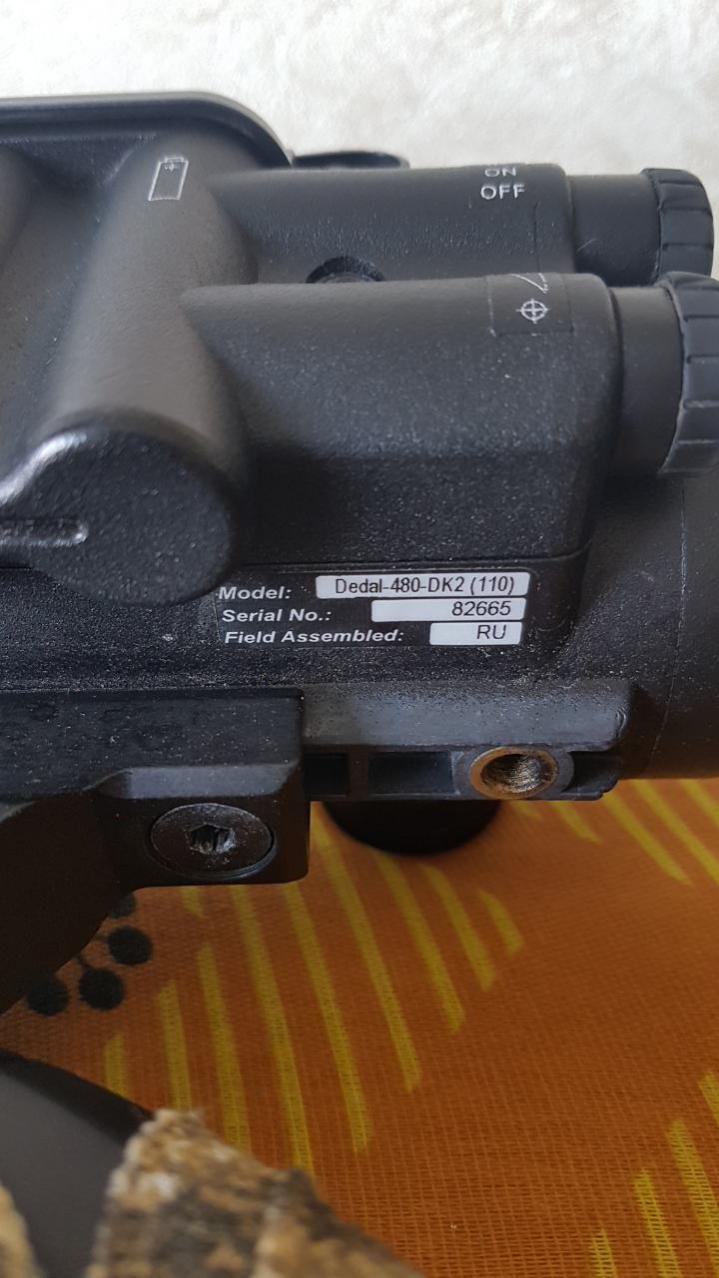 ON
OFF
Model: Dedal-480-DK2 (110)
Serial No.: 82665
Field Assembled: RU